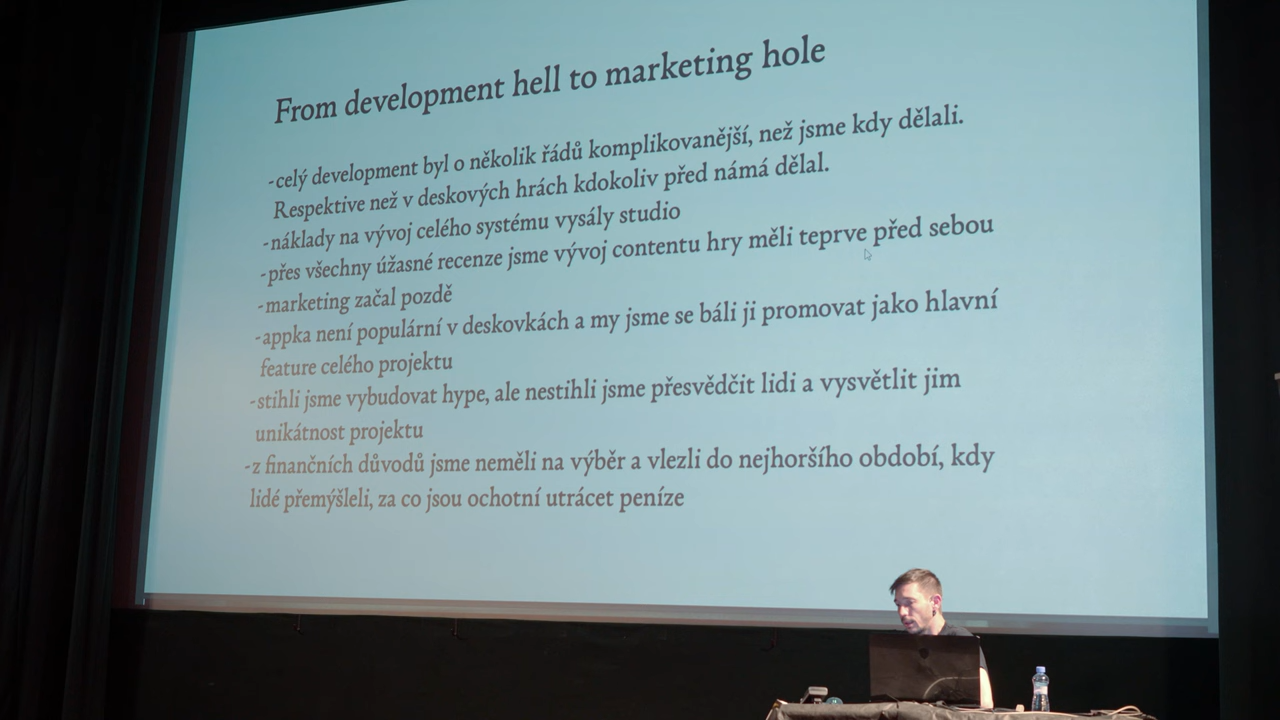 From development hell to marketing hole
-celý development byl o několik řádů komplikovanější, než jsme kdy dělali.
Respektive než v deskových hrách kdokoliv před námá dělal.
-náklady na vývoj celého systému vysály studio
-přes všechny úžasné recenze jsme vývoj contentu hry měli teprve před sebou
-marketing začal pozdě
-appka není populární v deskovkách a my jsme se báli ji promovat jako hlavní
feature celého projektu
-stihli jsme vybudovat hype, ale nestihli jsme přesvědčit lidi a vysvětlit jim
unikátnost projektu
-z finančních důvodů jsme neměli na výběr a vlezli do nejhoršího období, kdy
lidé přemýšleli, za co jsou ochotní utrácet peníze